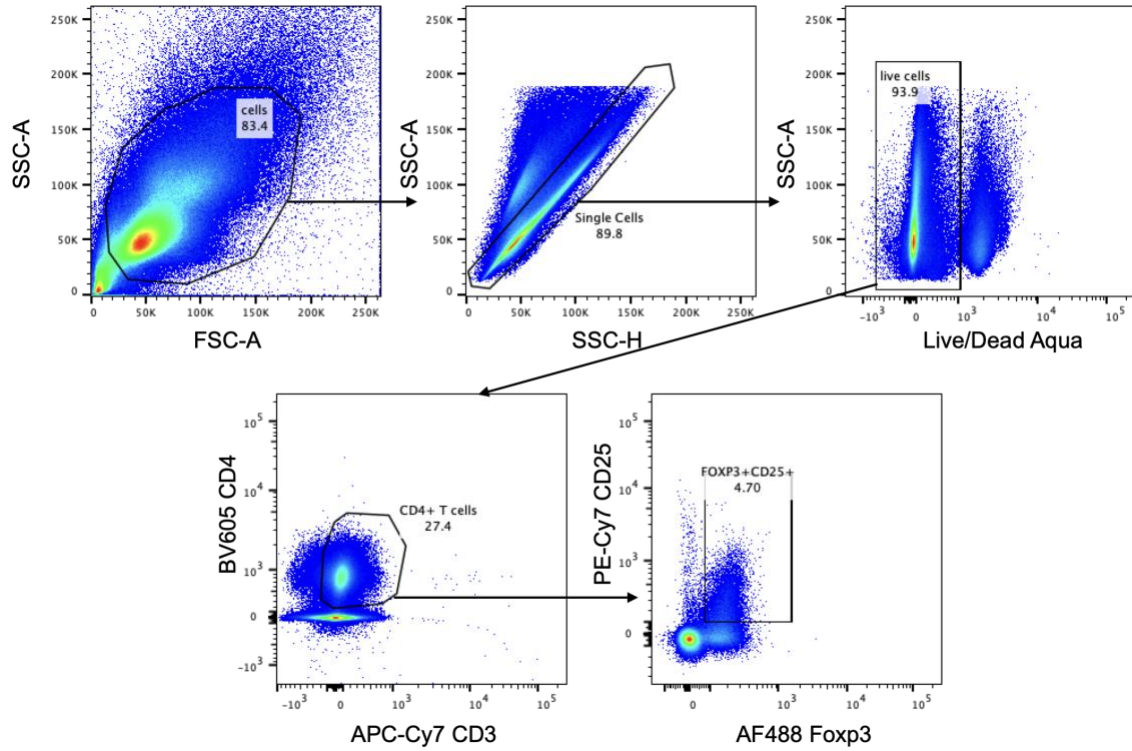 250K
200K
150K
100K
50K
0
SSC-A
cells
83.4
0
50K
100K
150K
200K
250K
FSC-A
250K
200K
150K
100K
50K
0
SSC-A
Single Cells
89.8
0
50K
100K
150K
200K
250K
SSC-H
250K
200K
150K
100K
50K
0
SSC-A
live cells
93.9
-10³
0
10³
10⁴
10⁵
Live/Dead Aqua
10⁵
10⁴
10³
0
-10³
BV605 CD4
CD4+ T cells
27.4
-10³
0
10³
10⁴
10⁵
APC-Cy7 CD3
10⁵
10⁴
10³
0
PE-Cy7 CD25
FOXP3+CD25+
4.70
0
10³
10⁴
10⁵
AF488 Foxp3